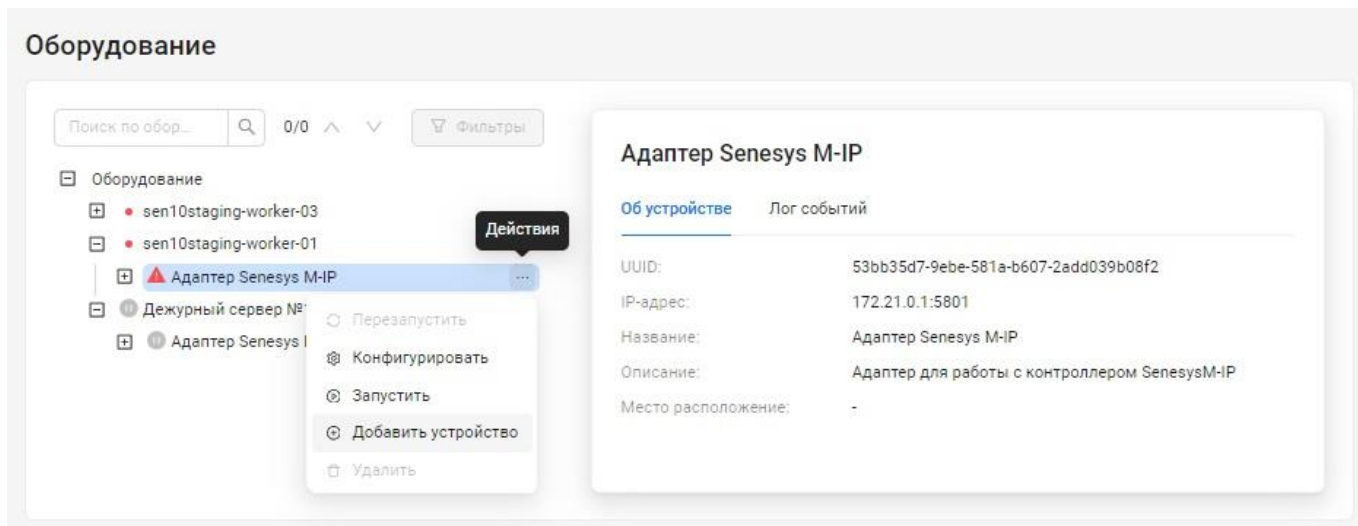 Оборудование
Поиск по обор...
0/0
Фильтры
Оборудование
sen10staging-worker-03
sen10staging-worker-01
Действия
Адаптер Senesys M-IP
...
Дежурный сервер №
Адаптер Senesys
Перезапустить
Конфигурировать
Запустить
Добавить устройство
Удалить
Адаптер Senesys M-IP
Об устройстве Лог событий
UUID: 53bb35d7-9ebe-581a-b607-2add039b08f2
IP-адрес: 172.21.0.1:5801
Название: Адаптер Senesys M-IP
Описание: Адаптер для работы с контроллером SenesysM-IP
Место расположение: -